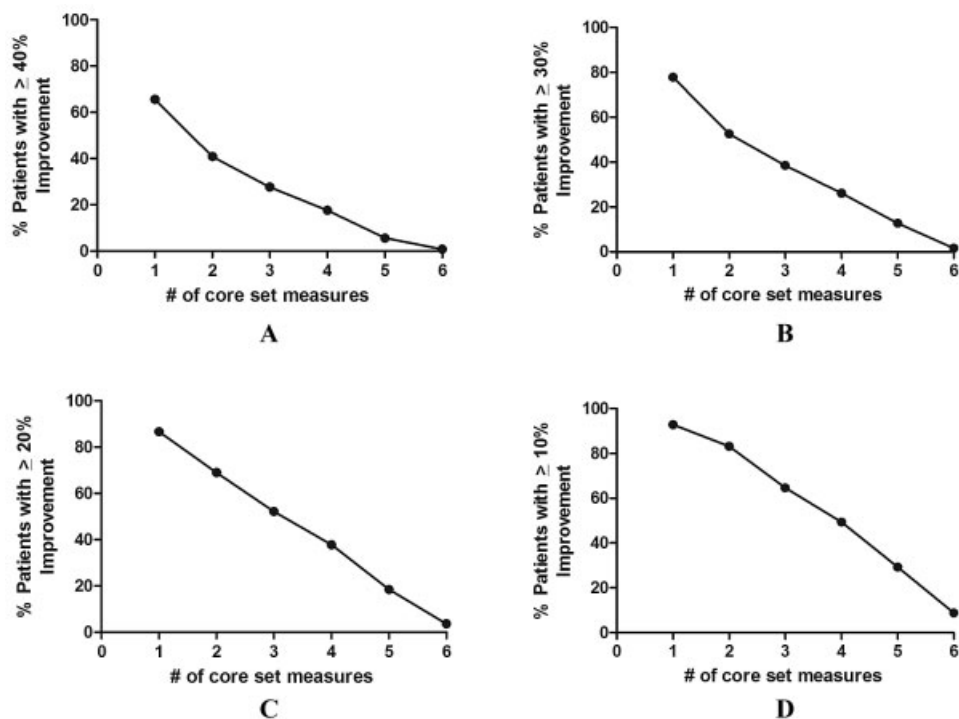 100
80
60
40
20
0
% Patients with ≥ 40%
Improvement
0 1 2 3 4 5 6
# of core set measures
A
100
80
60
40
20
0
% Patients with ≥ 30%
Improvement
0 1 2 3 4 5 6
# of core set measures
B
100
80
60
40
20
0
% Patients with ≥ 20%
Improvement
0 1 2 3 4 5 6
# of core set measures
C
100
80
60
40
20
0
% Patients with ≥ 10%
Improvement
0 1 2 3 4 5 6
# of core set measures
D